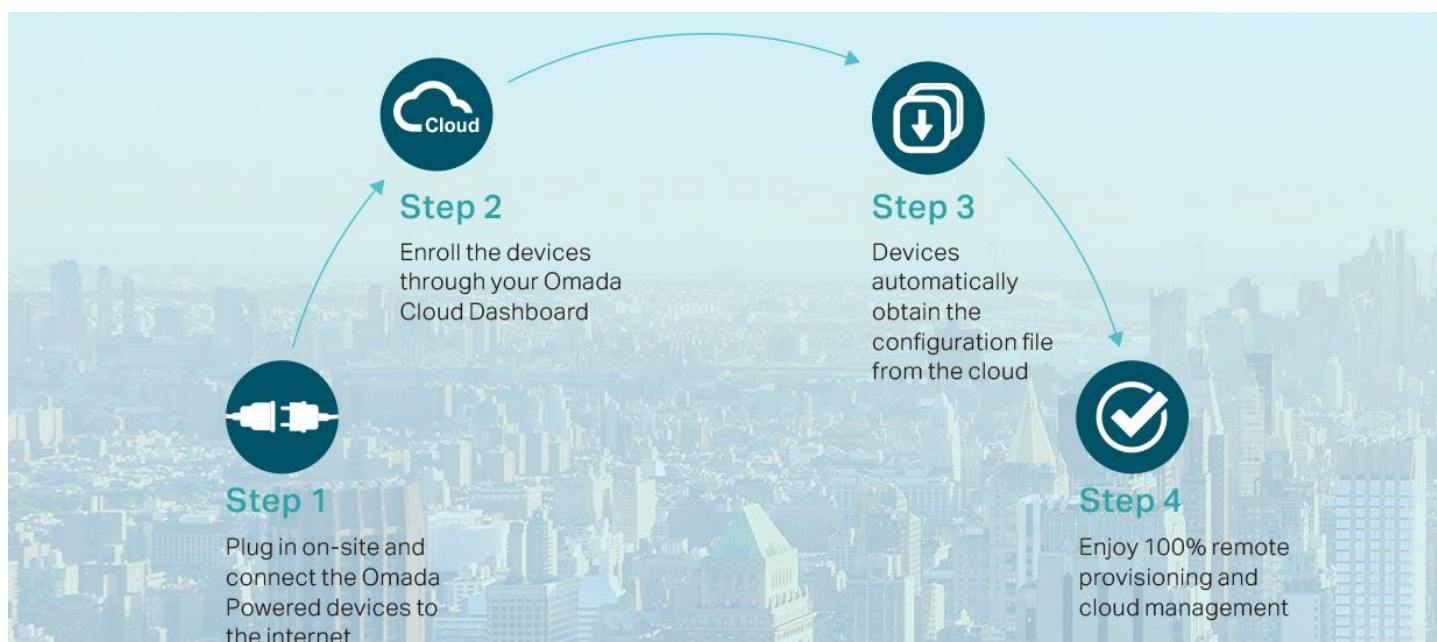 Cloud
Step 2
Enroll the devices
through your Omada
Cloud Dashboard
Step 3
Devices
automatically
obtain the
configuration file
from the cloud
Step 1
Plug in on-site and
connect the Omada
Powered devices to
the internet
Step 4
Enjoy 100% remote
provisioning and
cloud management